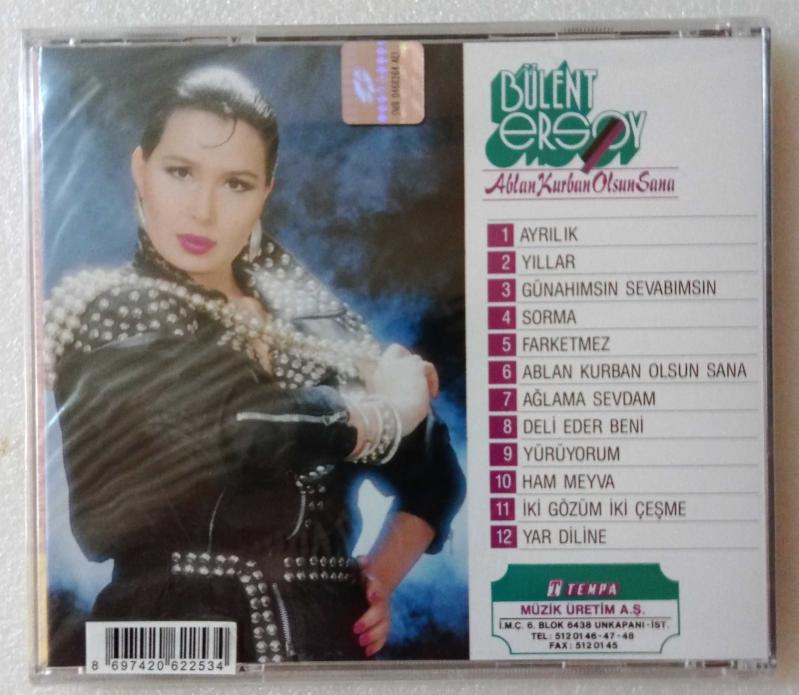 BÜLENT
ERSOY
Ablan Kurban Olsun Sana
1 AYRILIK
2 YILLAR
3 GÜNAHIMSIN SEVABIMSIN
4 SORMA
5 FARKETMEZ
6 ABLAN KURBAN OLSUN SANA
7 AĞLAMA SEVDAM
8 DELİ EDER BENİ
9 YÜRÜYORUM
10 HAM MEYVA
11 İKİ GÖZÜM İKİ ÇEŞME
12 YAR DİLİNE
TEMPA
MÜZİK ÜRETİM A.Ş.
İ.M.Ç. 6. BLOK 6438 UNKAPANI-İST.
TEL: 512 01 46-47-48
FAX: 512 01 45
8 697420 622534